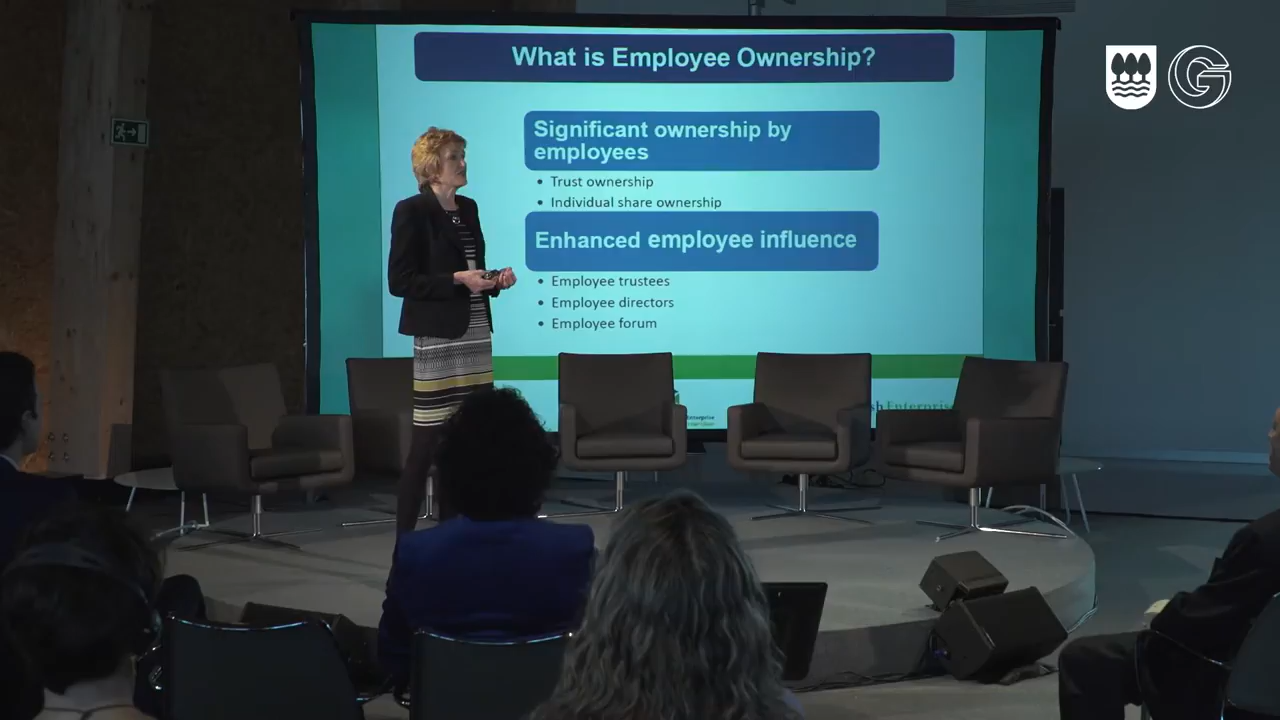 What is Employee Ownership?
Significant ownership by
employees
• Trust ownership
• Individual share ownership
Enhanced employee influence
• Employee trustees
• Employee directors
• Employee forum
G